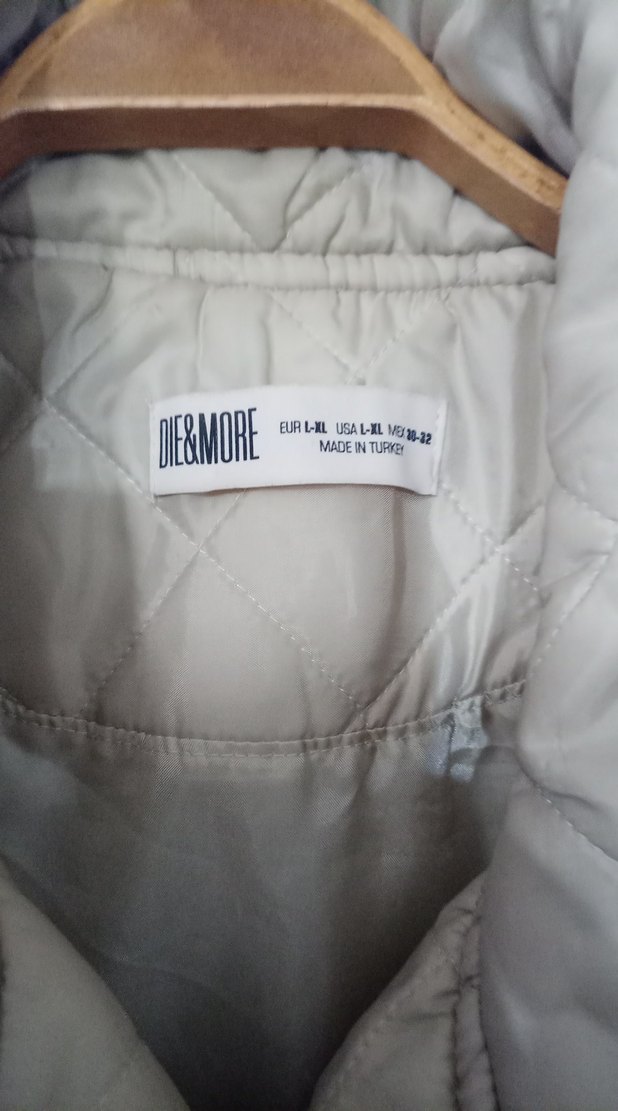 DIE&MORE
EUR L-XL USA L-XL MEX 30-32
MADE IN TURKEY